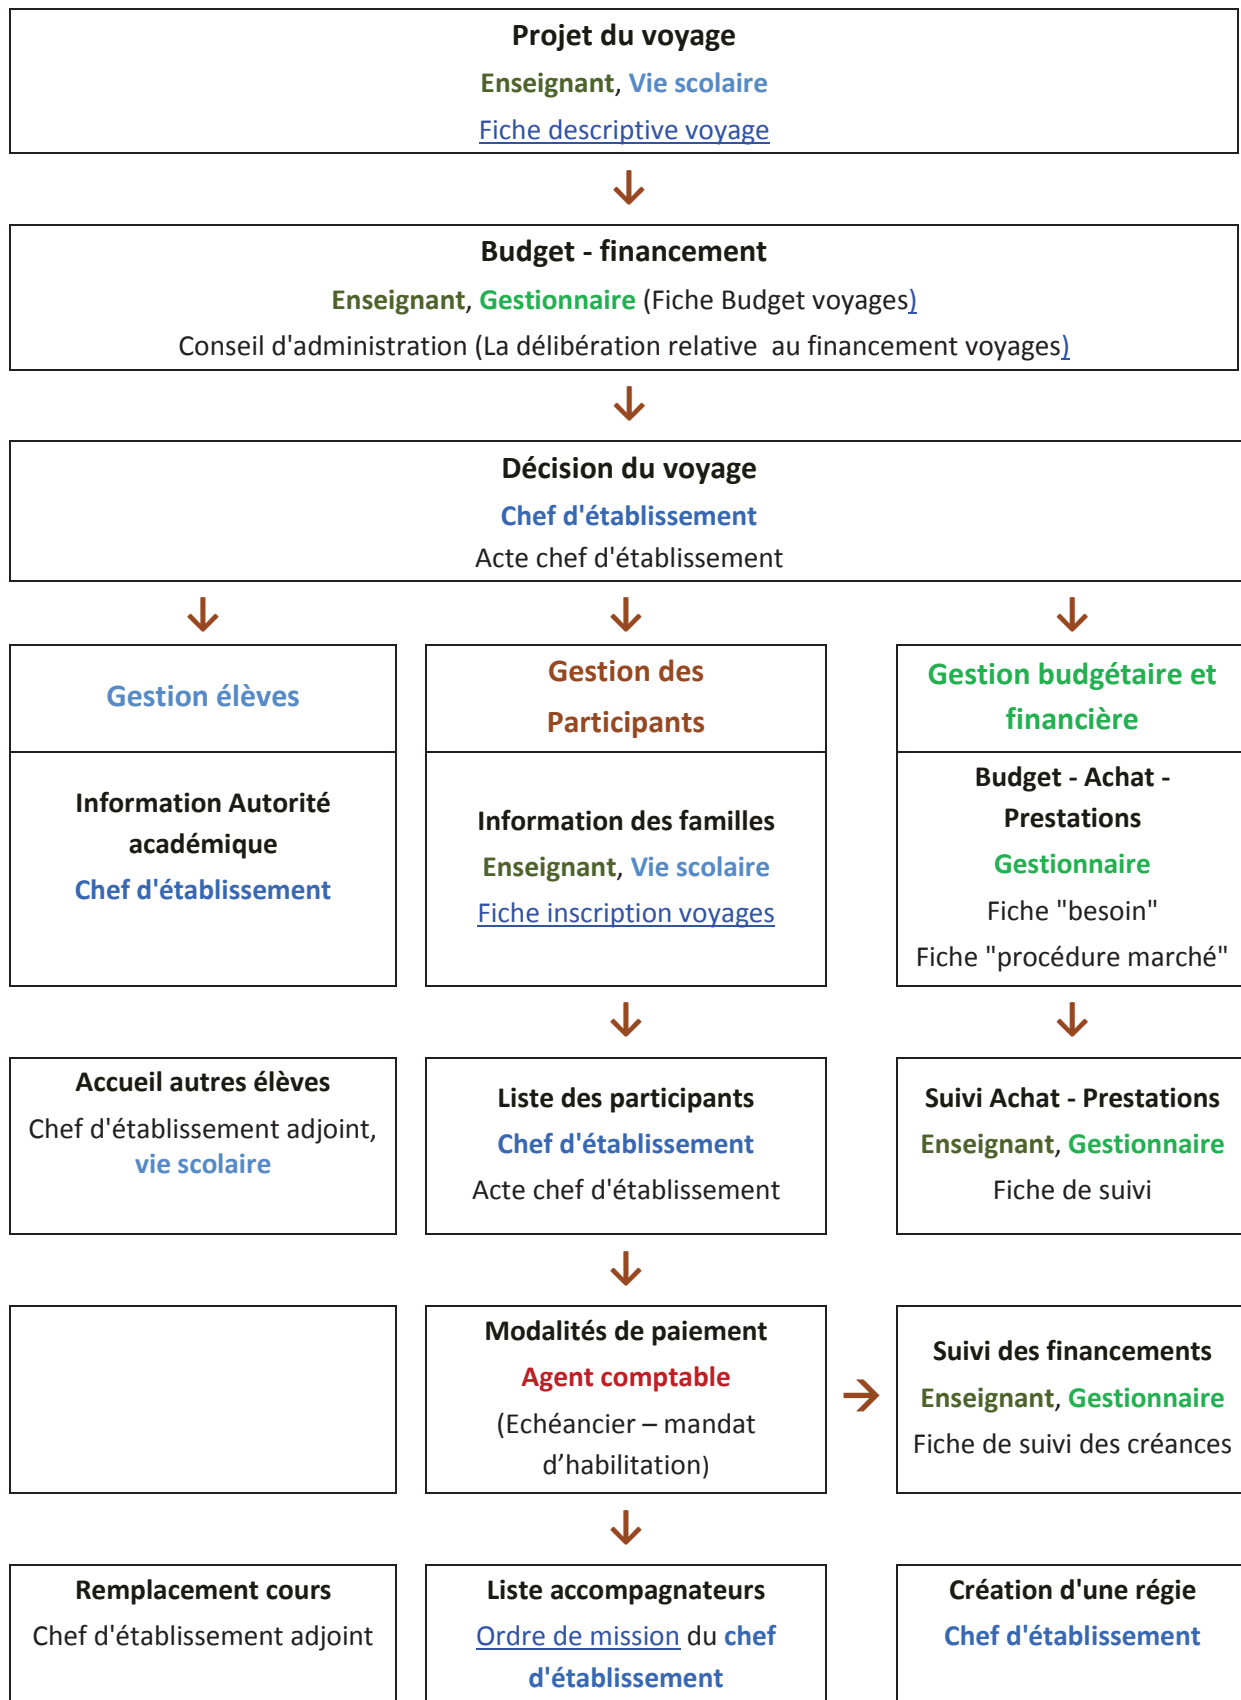 Projet du voyage
Enseignant, Vie scolaire
Fiche descriptive voyage
Budget - financement
Enseignant, Gestionnaire (Fiche Budget voyages)
Conseil d'administration (La délibération relative  au financement voyages)
Décision du voyage
Chef d'établissement
Acte chef d'établissement
Gestion élèves
Gestion des
Participants
Gestion budgétaire et
financière
Information Autorité
académique
Chef d'établissement
Information des familles
Enseignant, Vie scolaire
Fiche inscription voyages
Budget - Achat -
Prestations
Gestionnaire
Fiche "besoin"
Fiche "procédure marché"
Accueil autres élèves
Chef d'établissement adjoint,
vie scolaire
Liste des participants
Chef d'établissement
Acte chef d'établissement
Suivi Achat - Prestations
Enseignant, Gestionnaire
Fiche de suivi
Modalités de paiement
Agent comptable
(Echéancier – mandat
d’habilitation)
Suivi des financements
Enseignant, Gestionnaire
Fiche de suivi des créances
Remplacement cours
Chef d'établissement adjoint
Liste accompagnateurs
Ordre de mission du chef
d'établissement
Création d'une régie
Chef d'établissement